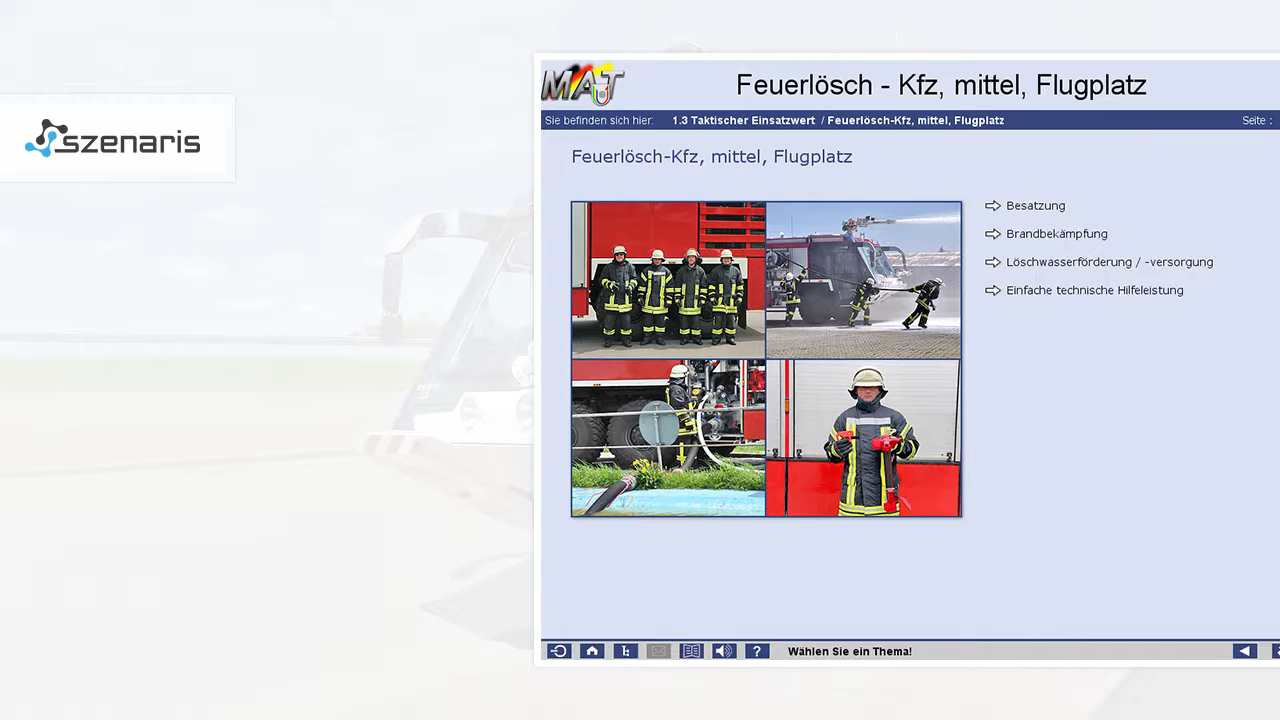 szenaris
MAT
Feuerlösch - Kfz, mittel, Flugplatz
Sie befinden sich hier: 1.3 Taktischer Einsatzwert / Feuerlösch-Kfz, mittel, Flugplatz Seite :
Feuerlösch-Kfz, mittel, Flugplatz
Besatzung
Brandbekämpfung
Löschwasserförderung / -versorgung
Einfache technische Hilfeleistung
? Wählen Sie ein Thema!